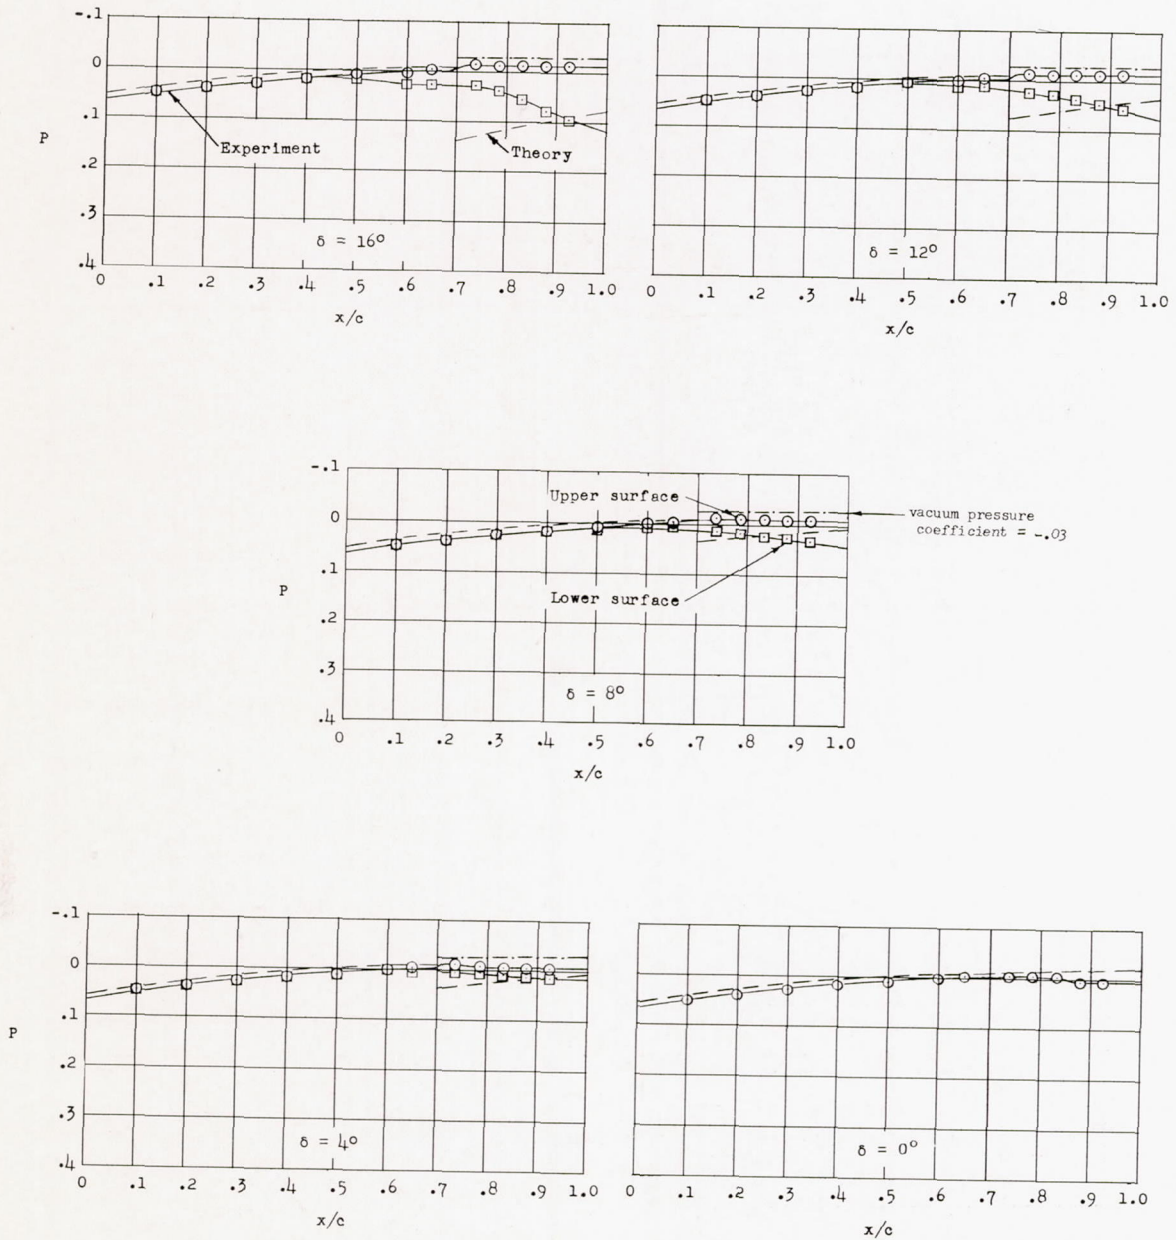 -.1
0
.1
.2
.3
.4
P
Experiment
Theory
δ = 16°
0 .1 .2 .3 .4 .5 .6 .7 .8 .9 1.0
x/c
δ = 12°
0 .1 .2 .3 .4 .5 .6 .7 .8 .9 1.0
x/c
-.1
0
.1
.2
.3
.4
P
Upper surface
vacuum pressure
coefficient = -.03
Lower surface
δ = 8°
0 .1 .2 .3 .4 .5 .6 .7 .8 .9 1.0
x/c
-.1
0
.1
.2
.3
.4
P
δ = 4°
0 .1 .2 .3 .4 .5 .6 .7 .8 .9 1.0
x/c
δ = 0°
0 .1 .2 .3 .4 .5 .6 .7 .8 .9 1.0
x/c